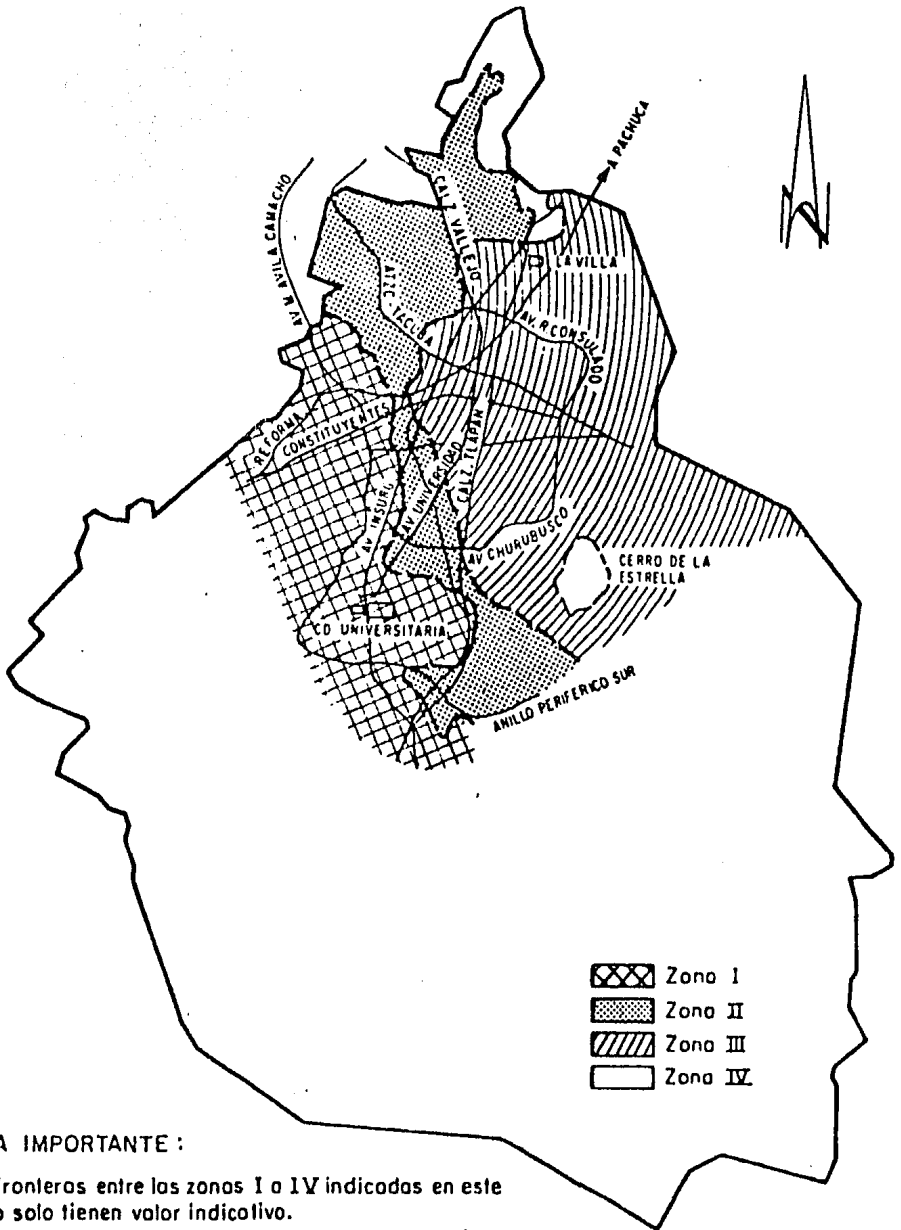 A PACHUCA
AV. M. AVILA CAMACHO
CALZ. VALLEJO
LA VILLA
TACUBA
AV. R. CONSULADO
REFORMA
CONSTITUYENTES
AV. INSUR.
AV. UNIVERSIDAD
CALZ. TLAPAN
AV CHURUBUSCO
CERRO DE LA
ESTRELLA
CD UNIVERSITARIA
ANILLO PERIFERICO SUR
Zona I
Zona II
Zona III
Zona IV
A IMPORTANTE :
fronteras entre las zonas I a IV indicadas en este
o solo tienen valor indicativo.